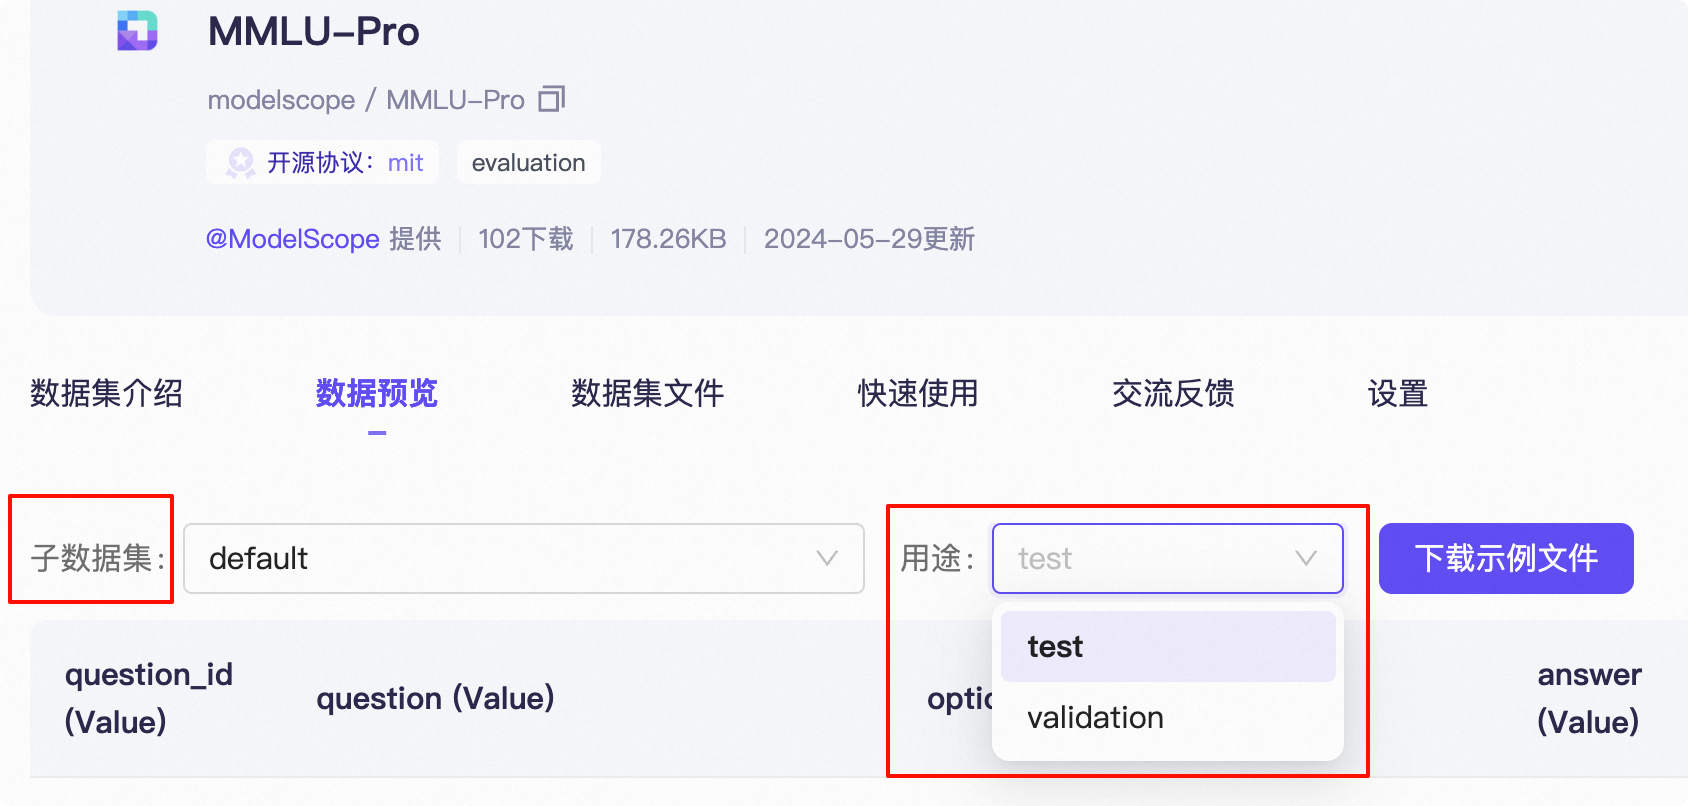 MMLU-Pro
modelscope / MMLU-Pro
开源协议： mit evaluation
@ModelScope 提供 102下载 178.26KB 2024-05-29更新
数据集介绍 数据预览 数据集文件 快速使用 交流反馈 设置
子数据集： default 用途： test 下载示例文件
test
validation
question_id
(Value)
question (Value)
optio
answer
(Value)